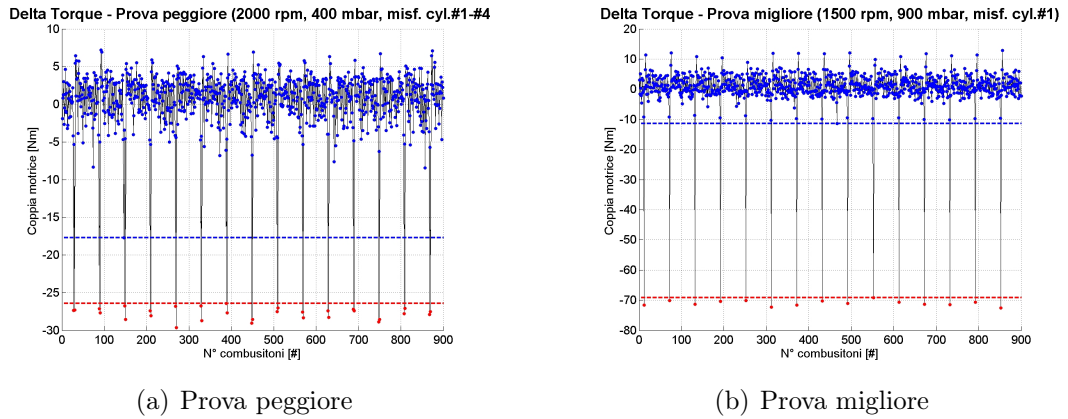 Delta Torque - Prova peggiore (2000 rpm, 400 mbar, misf. cyl.#1-#4
Coppia motrice [Nm]
10
5
0
-5
-10
-15
-20
-25
-30
0 100 200 300 400 500 600 700 800 900
N° combusitoni [#]
(a) Prova peggiore
Delta Torque - Prova migliore (1500 rpm, 900 mbar, misf. cyl.#1)
Coppia motrice [Nm]
20
10
0
-10
-20
-30
-40
-50
-60
-70
-80
0 100 200 300 400 500 600 700 800 900
N° combusitoni [#]
(b) Prova migliore